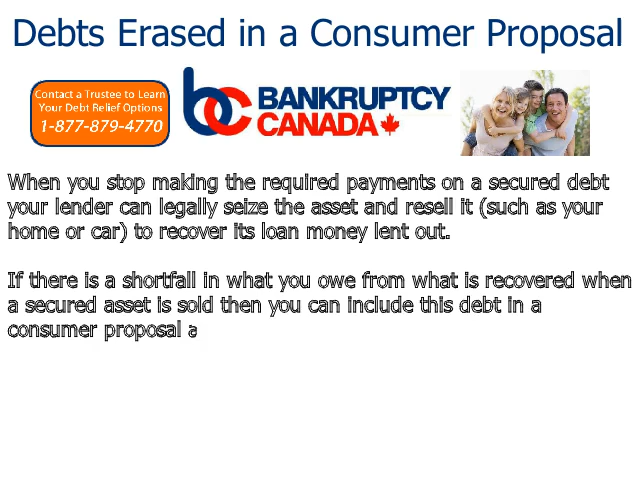 Debts Erased in a Consumer Proposal
Contact a Trustee to Learn
Your Debt Relief Options
1-877-879-4770
bc BANKRUPTCY
CANADA
When you stop making the required payments on a secured debt
your lender can legally seize the asset and resell it (such as your
home or car) to recover its loan money lent out.
If there is a shortfall in what you owe from what is recovered when
a secured asset is sold then you can include this debt in a
consumer proposal a